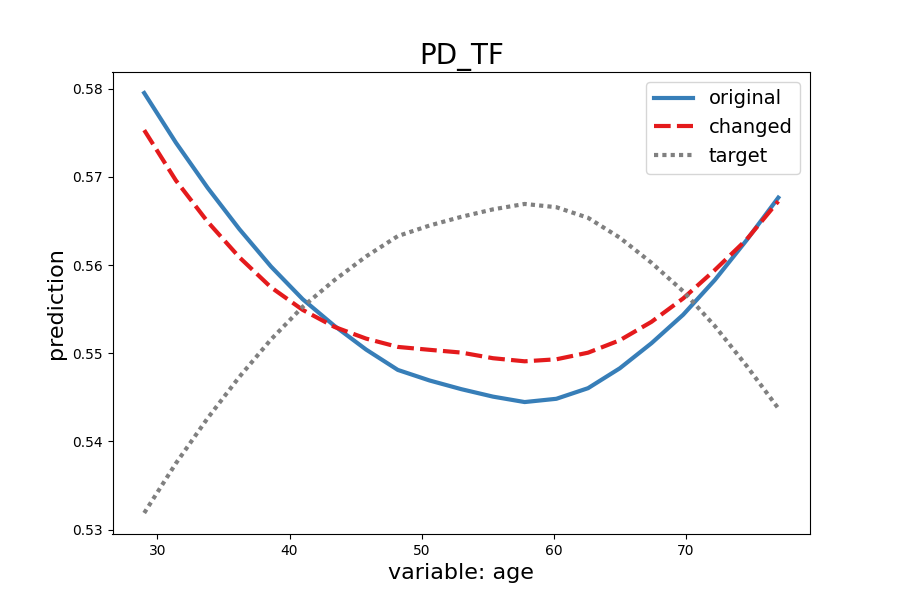 PD_TF
original
changed
target
0.58
0.57
0.56
0.55
0.54
0.53
prediction
30 40 50 60 70
variable: age